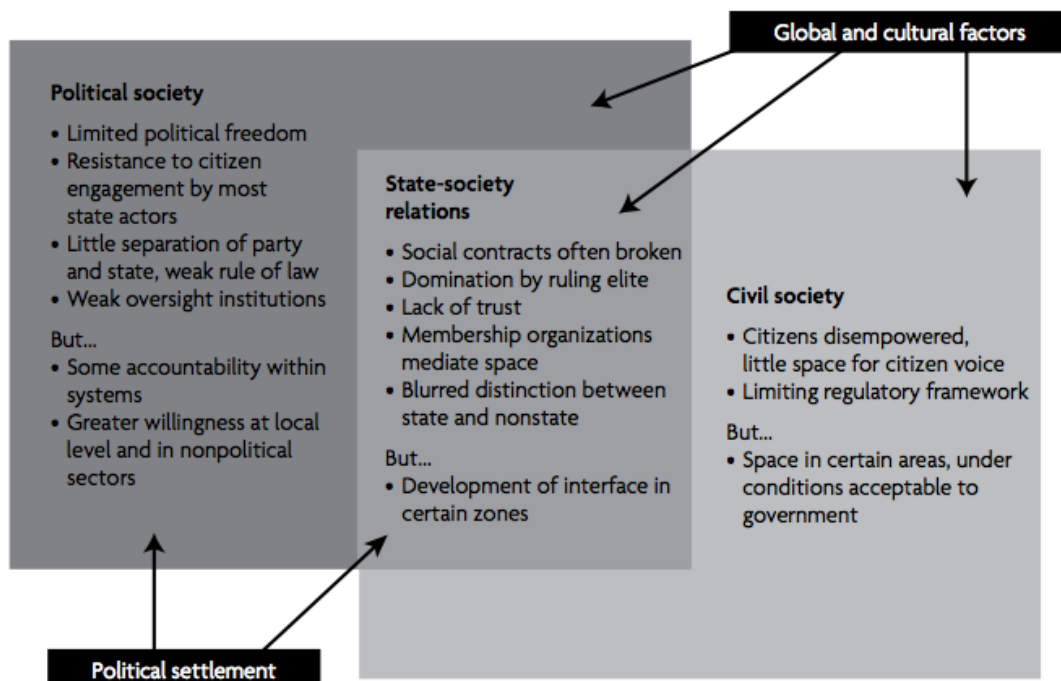 Global and cultural factors
Political society
• Limited political freedom
• Resistance to citizen
engagement by most
state actors
• Little separation of party
and state, weak rule of law
• Weak oversight institutions
But...
• Some accountability within
systems
• Greater willingness at local
level and in nonpolitical
sectors
State-society
relations
• Social contracts often broken
• Domination by ruling elite
• Lack of trust
• Membership organizations
mediate space
• Blurred distinction between
state and nonstate
But...
• Development of interface in
certain zones
Civil society
• Citizens disempowered,
little space for citizen voice
• Limiting regulatory framework
But...
• Space in certain areas, under
conditions acceptable to
government
Political settlement